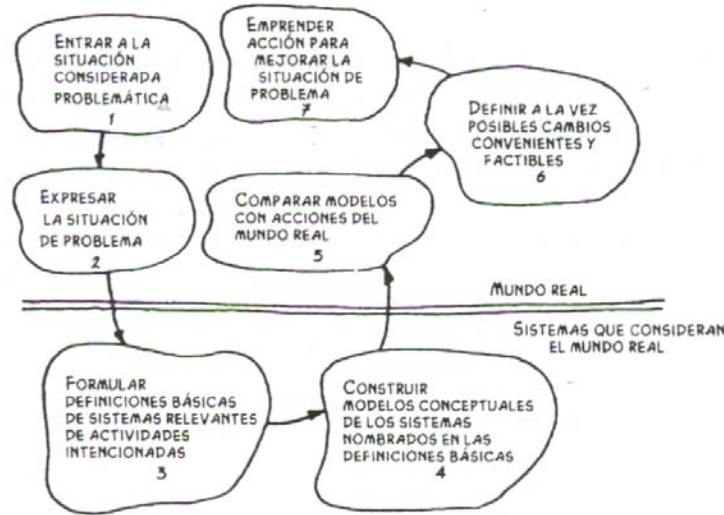 ENTRAR A LA
SITUACIÓN
CONSIDERADA
PROBLEMÁTICA
1
EXPRESAR
LA SITUACIÓN
DE PROBLEMA
2
FORMULAR
DEFINICIONES BÁSICAS
DE SISTEMAS RELEVANTES
DE ACTIVIDADES
INTENCIONADAS
3
CONSTRUIR
MODELOS CONCEPTUALES
DE LOS SISTEMAS
NOMBRADOS EN LAS
DEFINICIONES BÁSICAS
4
COMPARAR MODELOS
CON ACCIONES DEL
MUNDO REAL
5
DEFINIR A LA VEZ
POSIBLES CAMBIOS
CONVENIENTES Y
FACTIBLES
6
EMPRENDER
ACCIÓN PARA
MEJORAR LA
SITUACIÓN DE
PROBLEMA
7
MUNDO REAL
SISTEMAS QUE CONSIDERAN
EL MUNDO REAL